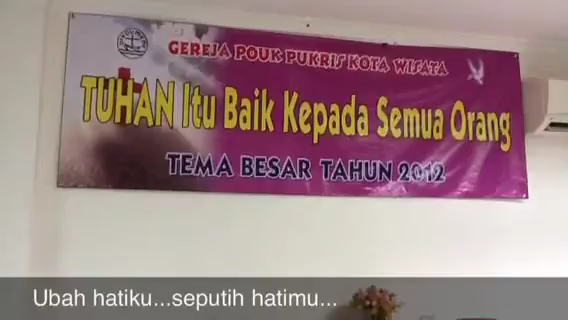 GEREJA POUK PUKRIS KOTA WISATA
TUHAN Itu Baik Kepada Semua Orang
TEMA BESAR TAHUN 2012
Ubah hatiku...seputih hatimu...